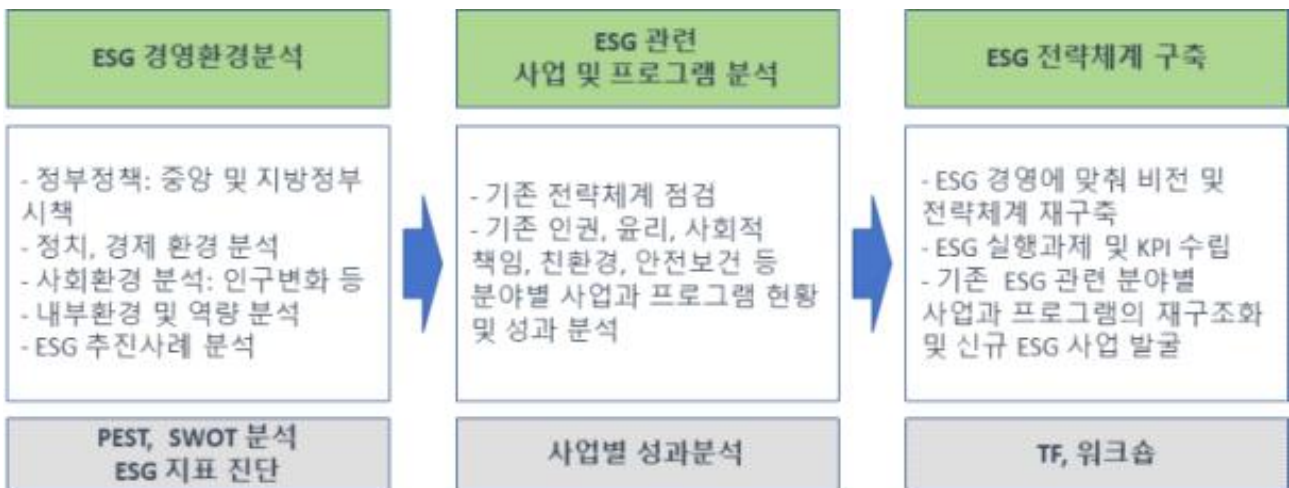 ESG 경영환경분석
- 정부정책: 중앙 및 지방정부
시책
- 정치, 경제 환경 분석
- 사회환경 분석: 인구변화 등
- 내부환경 및 역량 분석
- ESG 추진사례 분석
PEST, SWOT 분석
ESG 지표 진단
ESG 관련
사업 및 프로그램 분석
- 기존 전략체계 점검
- 기존 인권, 윤리, 사회적
책임, 친환경, 안전보건 등
분야별 사업과 프로그램 현황
및 성과 분석
사업별 성과분석
ESG 전략체계 구축
- ESG 경영에 맞춰 비전 및
전략체계 재구축
- ESG 실행과제 및 KPI 수립
- 기존 ESG 관련 분야별
사업과 프로그램의 재구조화
및 신규 ESG 사업 발굴
TF, 워크숍